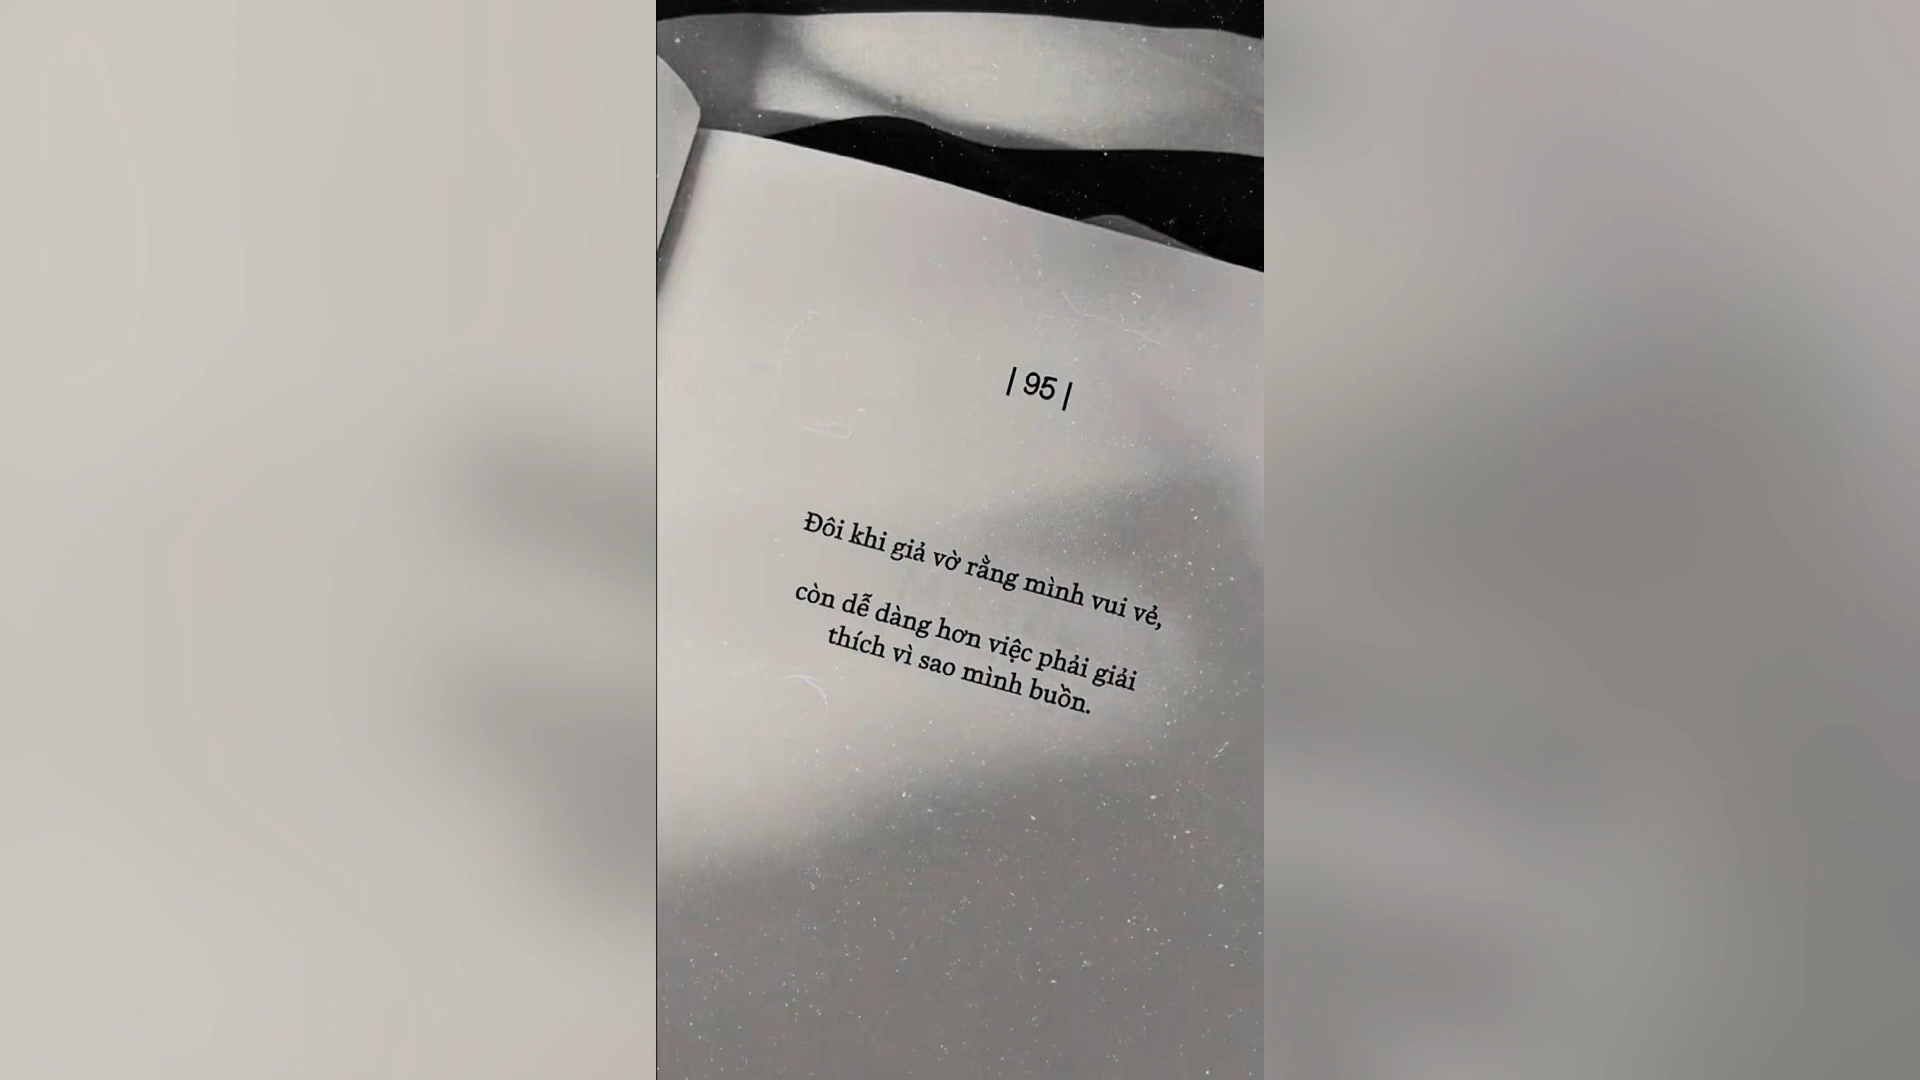 | 95 |
Đôi khi giả vờ rằng mình vui vẻ,
còn dễ dàng hơn việc phải giải
thích vì sao mình buồn.